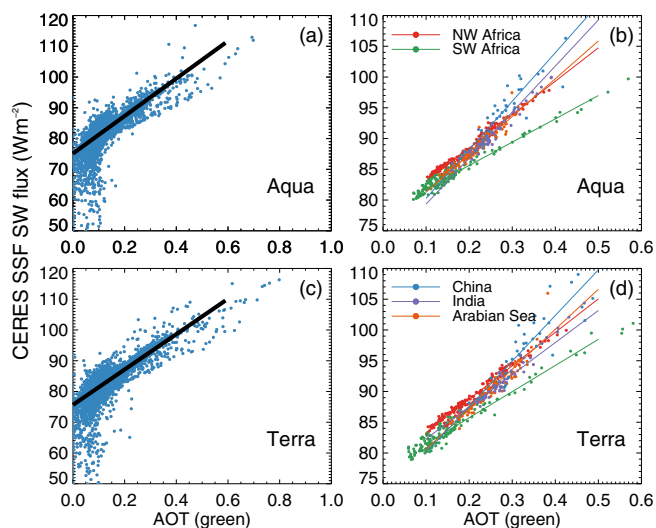 CERES SSF SW flux (Wm⁻²)
(a)
120
110
100
90
80
70
60
50
0.0 0.2 0.4 0.6 0.8 1.0
Aqua
(b)
NW Africa
SW Africa
110
105
100
95
90
85
80
75
0.0 0.1 0.2 0.3 0.4 0.5 0.6
Aqua
(c)
120
110
100
90
80
70
60
50
0.0 0.2 0.4 0.6 0.8 1.0
Terra
AOT (green)
(d)
China
India
Arabian Sea
110
105
100
95
90
85
80
75
0.0 0.1 0.2 0.3 0.4 0.5 0.6
Terra
AOT (green)